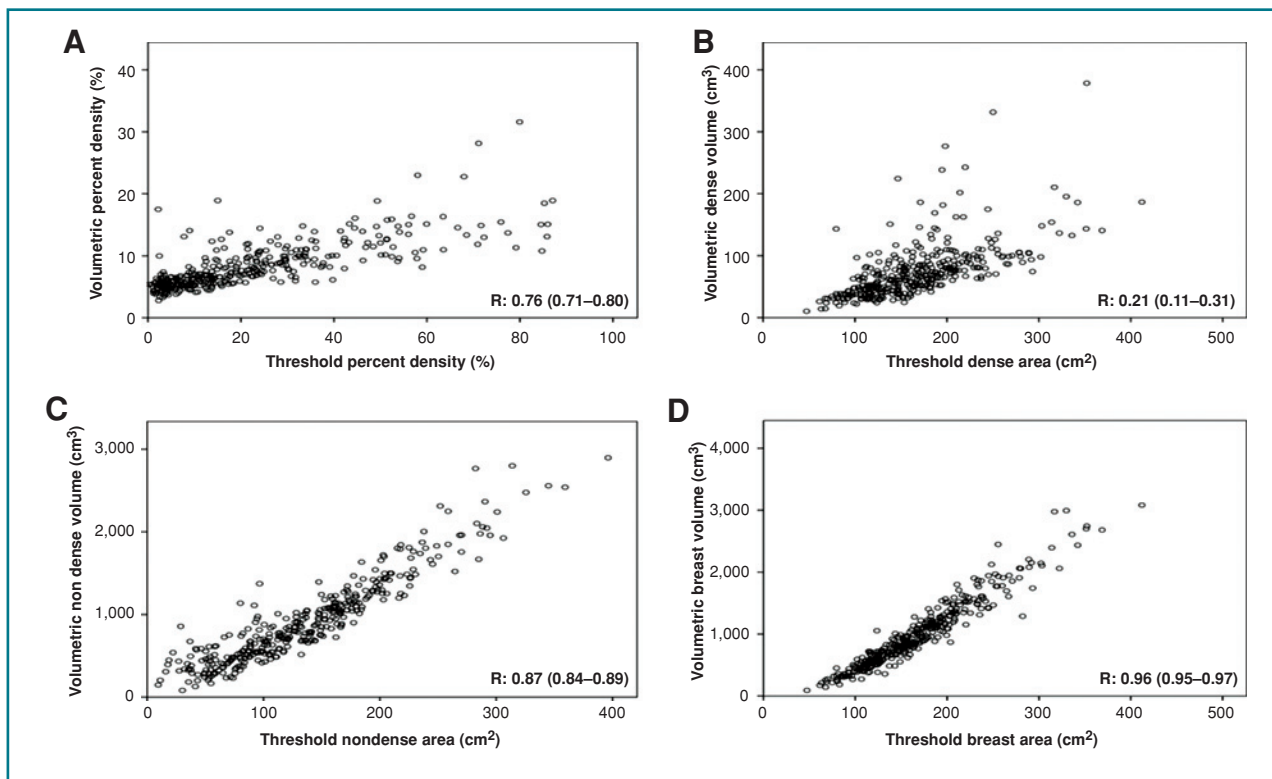 A
Volumetric percent density (%)
40
30
20
10
0
R: 0.76 (0.71–0.80)
0 20 40 60 80 100
Threshold percent density (%)
B
Volumetric dense volume (cm³)
400
300
200
100
0
R: 0.21 (0.11–0.31)
0 100 200 300 400 500
Threshold dense area (cm²)
C
Volumetric non dense volume (cm³)
3,000
2,000
1,000
0
R: 0.87 (0.84–0.89)
0 100 200 300 400
Threshold nondense area (cm²)
D
Volumetric breast volume (cm³)
4,000
3,000
2,000
1,000
0
R: 0.96 (0.95–0.97)
0 100 200 300 400 500
Threshold breast area (cm²)